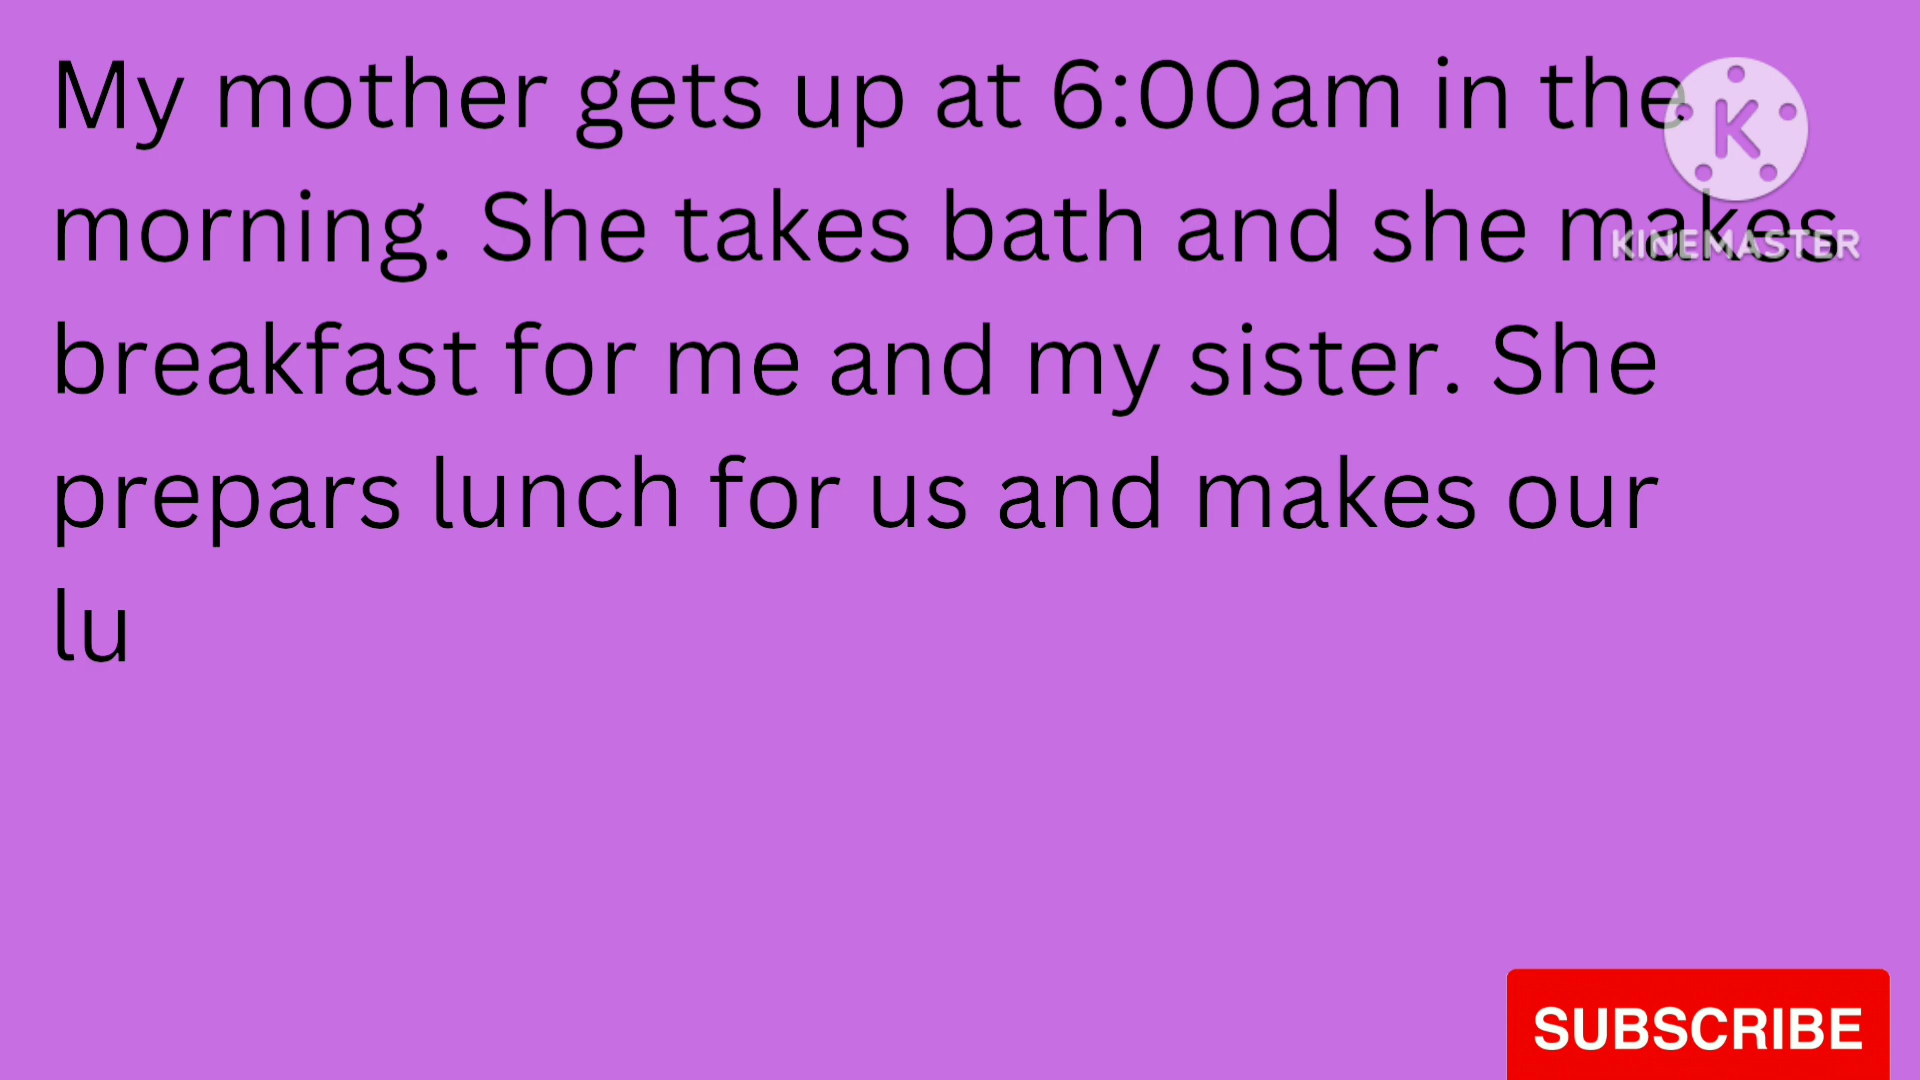 My mother gets up at 6:00am in the
morning. She takes bath and she makes
breakfast for me and my sister. She
prepars lunch for us and makes our
lu
K
KINEMASTER
SUBSCRIBE